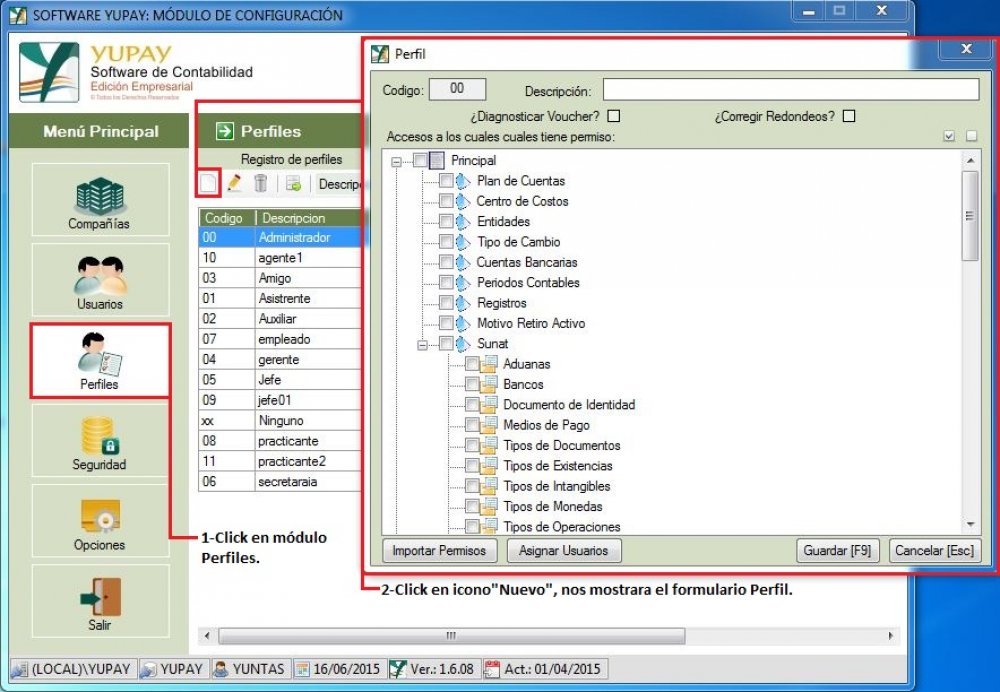 SOFTWARE YUPAY: MÓDULO DE CONFIGURACIÓN
YUPAY
Software de Contabilidad
Edición Empresarial
© Todos los Derechos Reservados
Menú Principal
Compañías
Usuarios
Perfiles
Seguridad
Opciones
Salir
Perfiles
Registro de perfiles
Descripc
Codigo Descripcion
00 Administrador
10 agente1
03 Amigo
01 Asistrente
02 Auxiliar
07 empleado
04 gerente
05 Jefe
09 jefe01
xx Ninguno
08 practicante
11 practicante2
06 secretaraia
Perfil
Codigo: 00 Descripción:
¿Diagnosticar Voucher? ¿Corregir Redondeos?
Accesos a los cuales cuales tiene permiso:
Principal
Plan de Cuentas
Centro de Costos
Entidades
Tipo de Cambio
Cuentas Bancarias
Periodos Contables
Registros
Motivo Retiro Activo
Sunat
Aduanas
Bancos
Documento de Identidad
Medios de Pago
Tipos de Documentos
Tipos de Existencias
Tipos de Intangibles
Tipos de Monedas
Tipos de Operaciones
Importar Permisos Asignar Usuarios Guardar [F9] Cancelar [Esc]
1-Click en módulo
Perfiles.
2-Click en icono"Nuevo", nos mostrara el formulario Perfil.
(LOCAL)\YUPAY YUPAY YUNTAS 16/06/2015 Ver.: 1.6.08 Act.: 01/04/2015